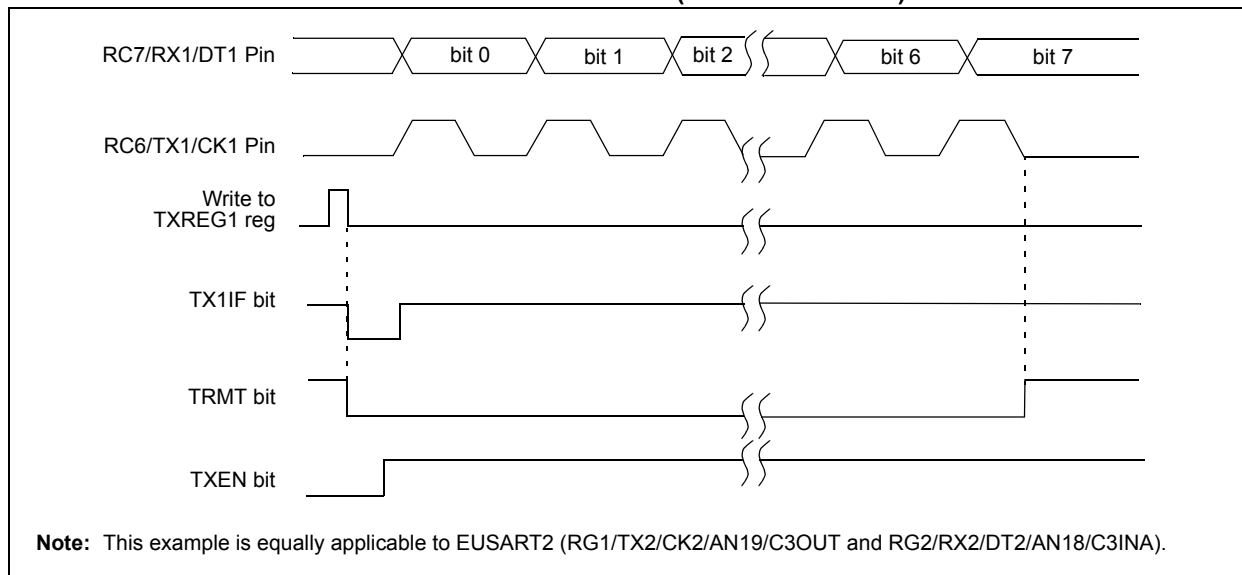 RC7/RX1/DT1 Pin
bit 0
bit 1
bit 2
bit 6
bit 7
RC6/TX1/CK1 Pin
Write to
TXREG1 reg
TX1IF bit
TRMT bit
TXEN bit
Note: This example is equally applicable to EUSART2 (RG1/TX2/CK2/AN19/C3OUT and RG2/RX2/DT2/AN18/C3INA).